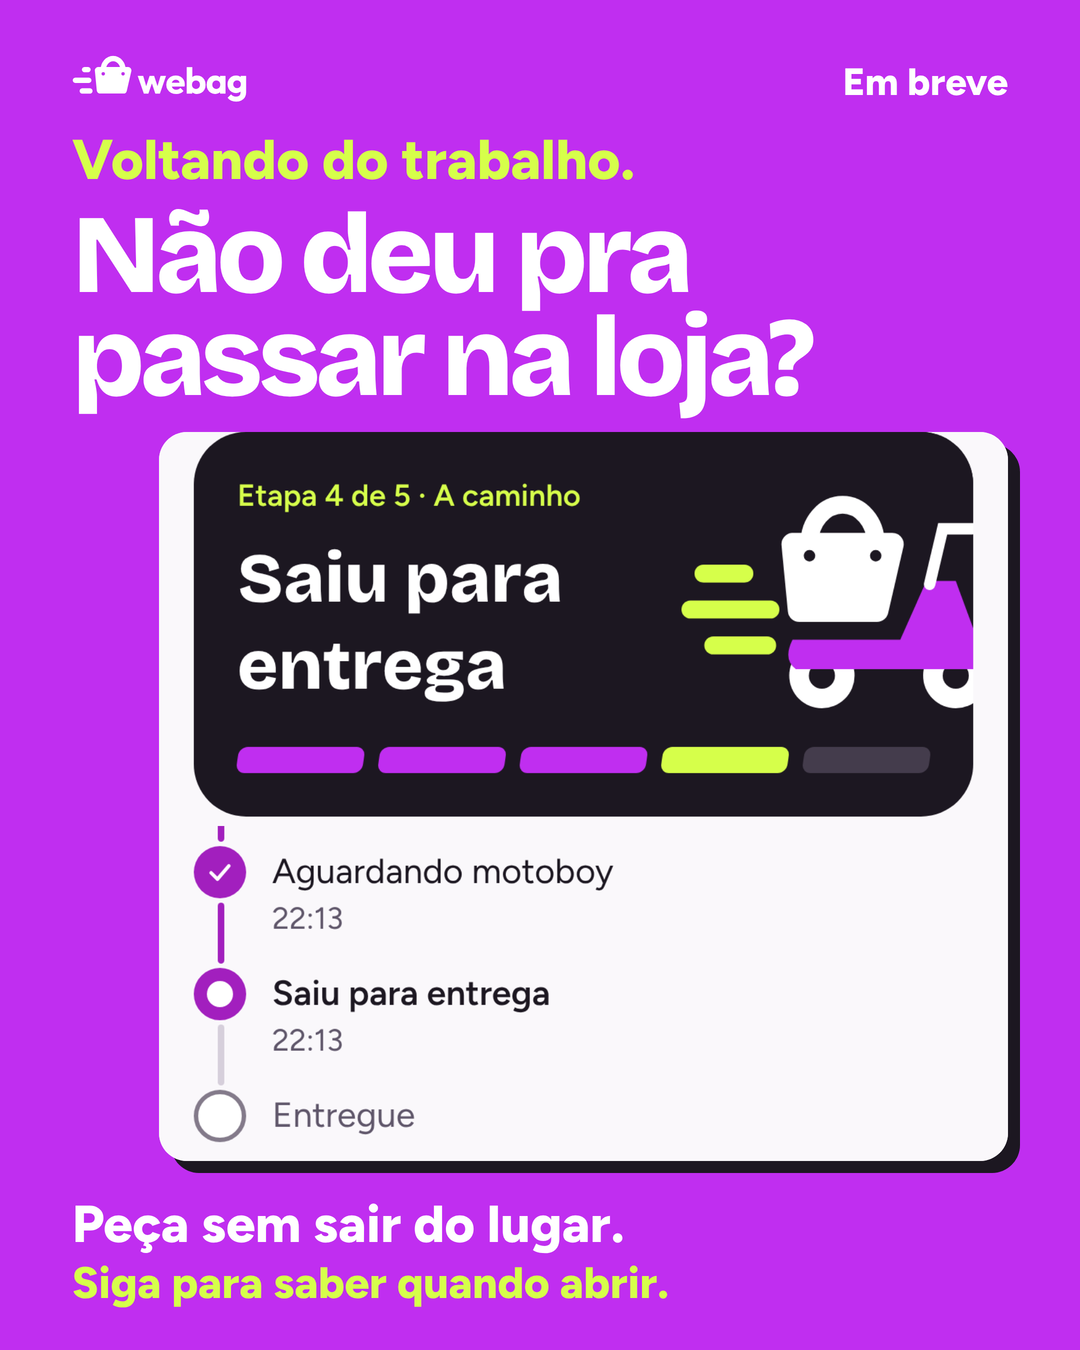 webag
Em breve
Voltando do trabalho.
Não deu pra
passar na loja?
Etapa 4 de 5 · A caminho
Saiu para
entrega
Aguardando motoboy
22:13
Saiu para entrega
22:13
Entregue
Peça sem sair do lugar.
Siga para saber quando abrir.